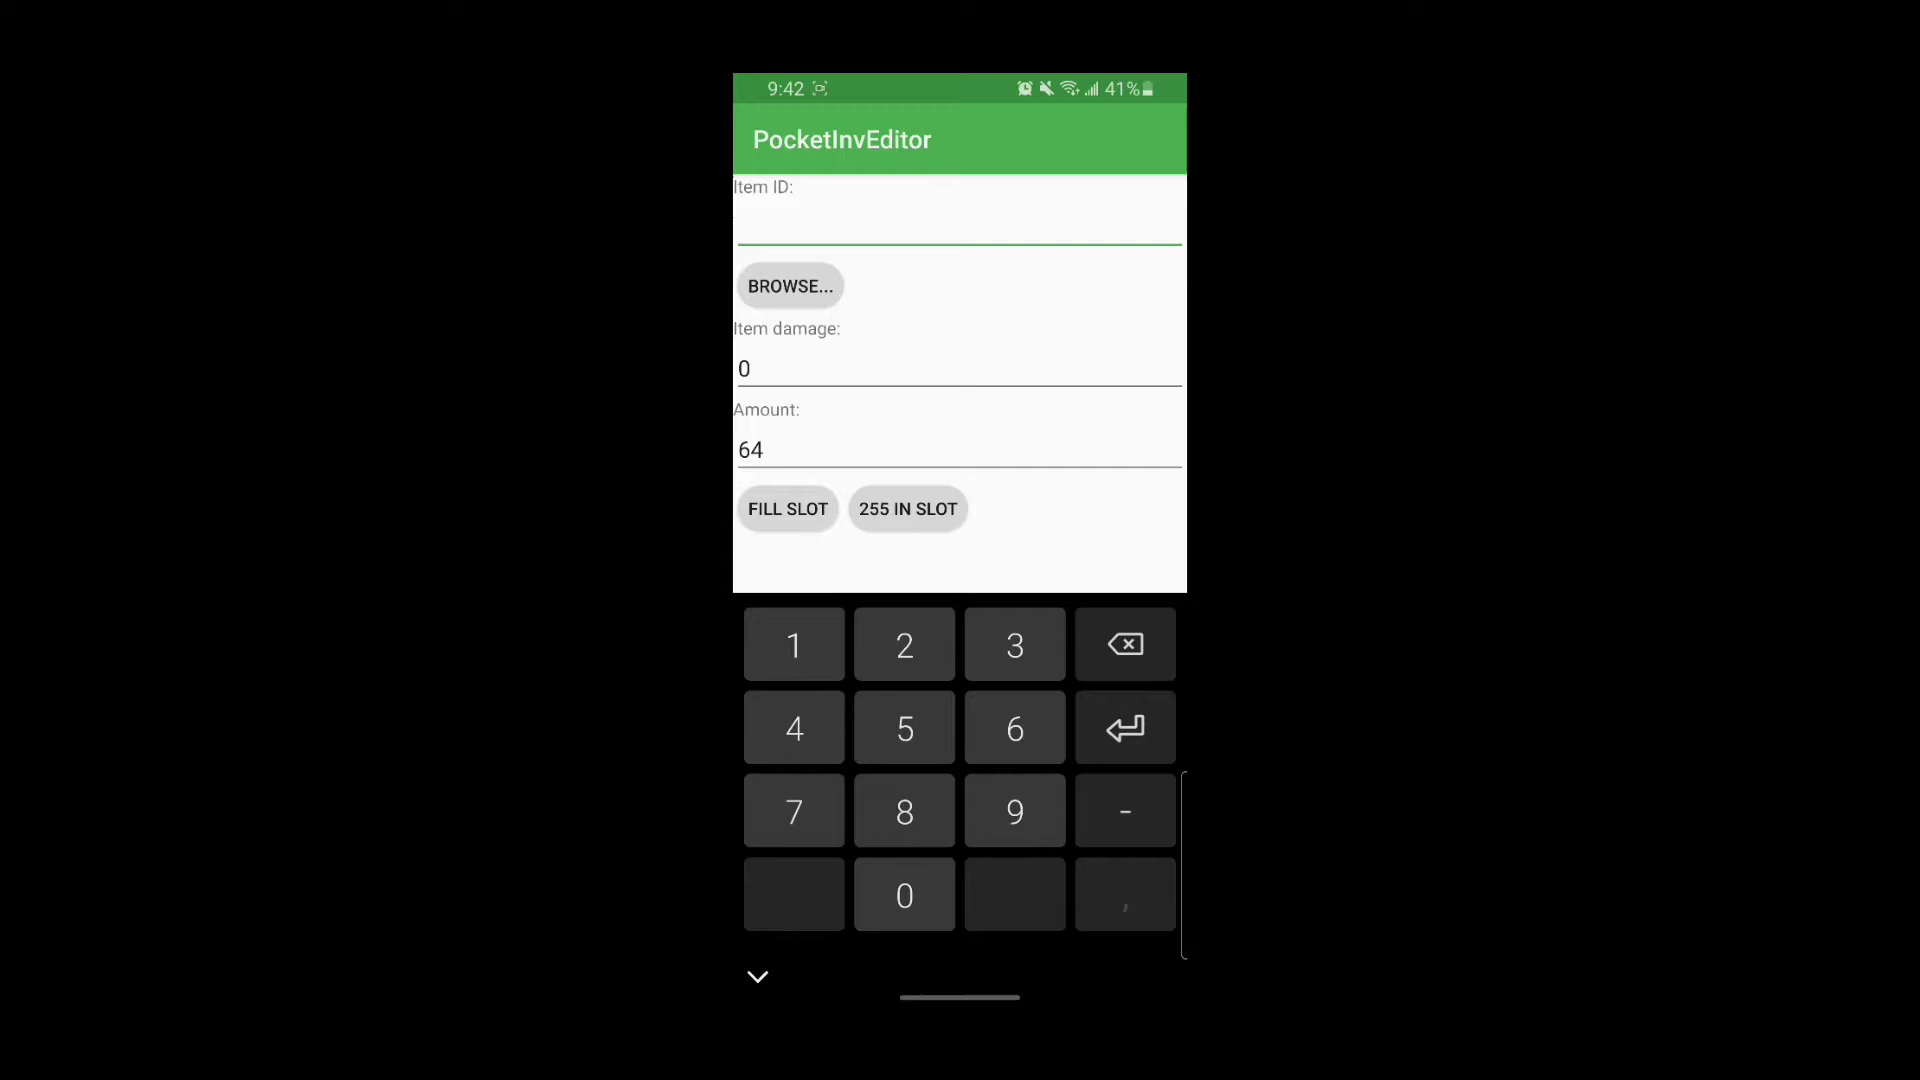 9:42 41%
PocketInvEditor
Item ID:
BROWSE...
Item damage:
0
Amount:
64
FILL SLOT 255 IN SLOT
1 2 3
4 5 6
7 8 9 -
0 ,